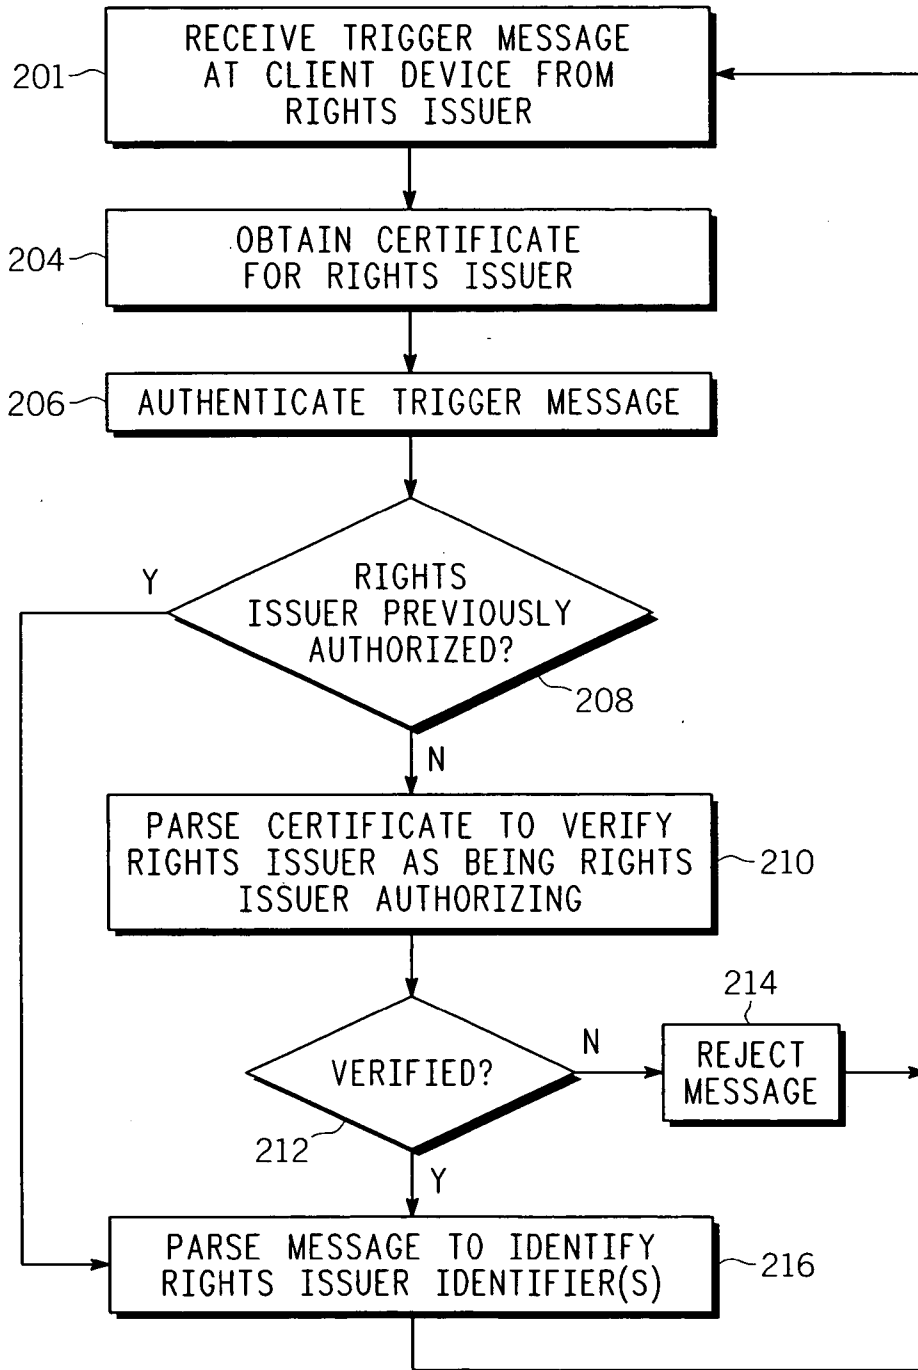 RECEIVE TRIGGER MESSAGE
AT CLIENT DEVICE FROM
RIGHTS ISSUER
201
OBTAIN CERTIFICATE
FOR RIGHTS ISSUER
204
AUTHENTICATE TRIGGER MESSAGE
206
Y
RIGHTS
ISSUER PREVIOUSLY
AUTHORIZED?
208
N
PARSE CERTIFICATE TO VERIFY
RIGHTS ISSUER AS BEING RIGHTS
ISSUER AUTHORIZING
210
VERIFIED?
212
N
214
REJECT
MESSAGE
Y
PARSE MESSAGE TO IDENTIFY
RIGHTS ISSUER IDENTIFIER(S)
216